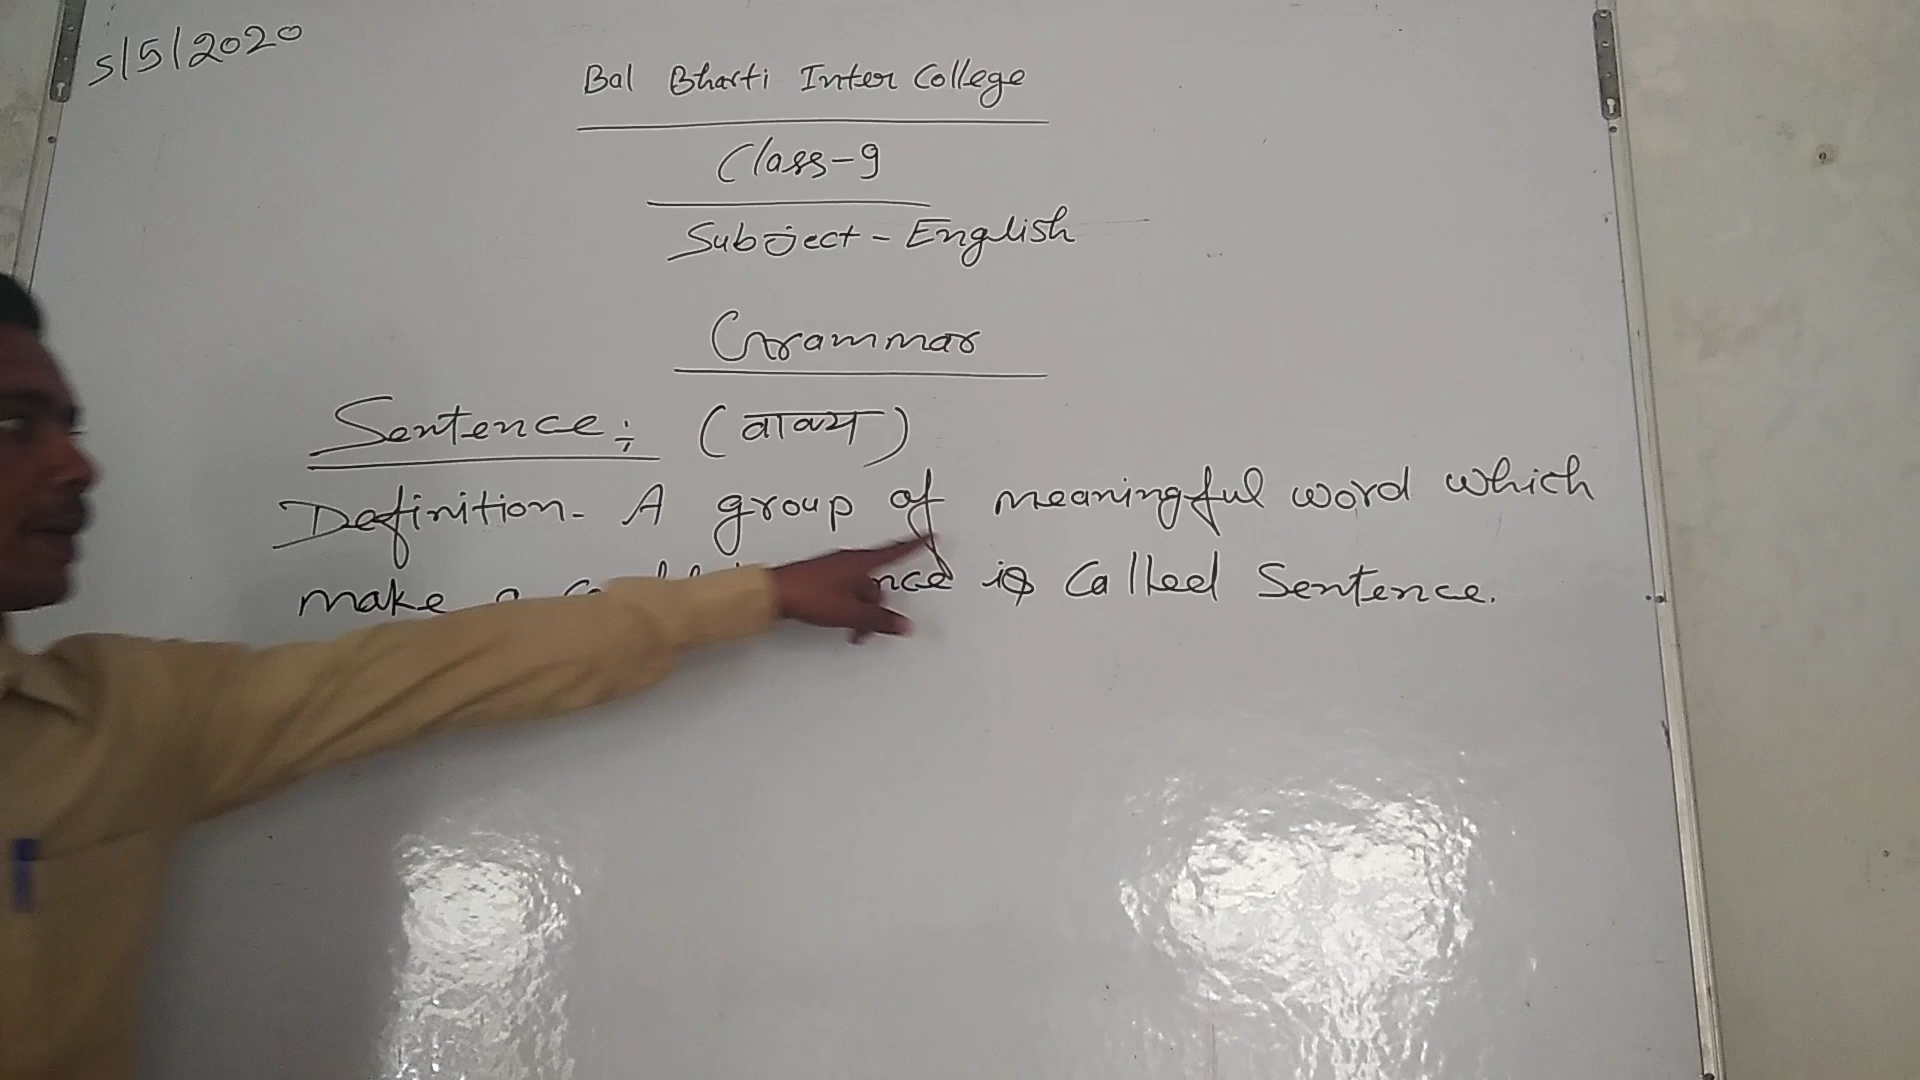 5/5/2020
Bal Bharti Inter College
Class-9
Subject - English
Grammar
Sentence: (वाक्य)
Definition- A group of meaningful word which
make a is Called Sentence.